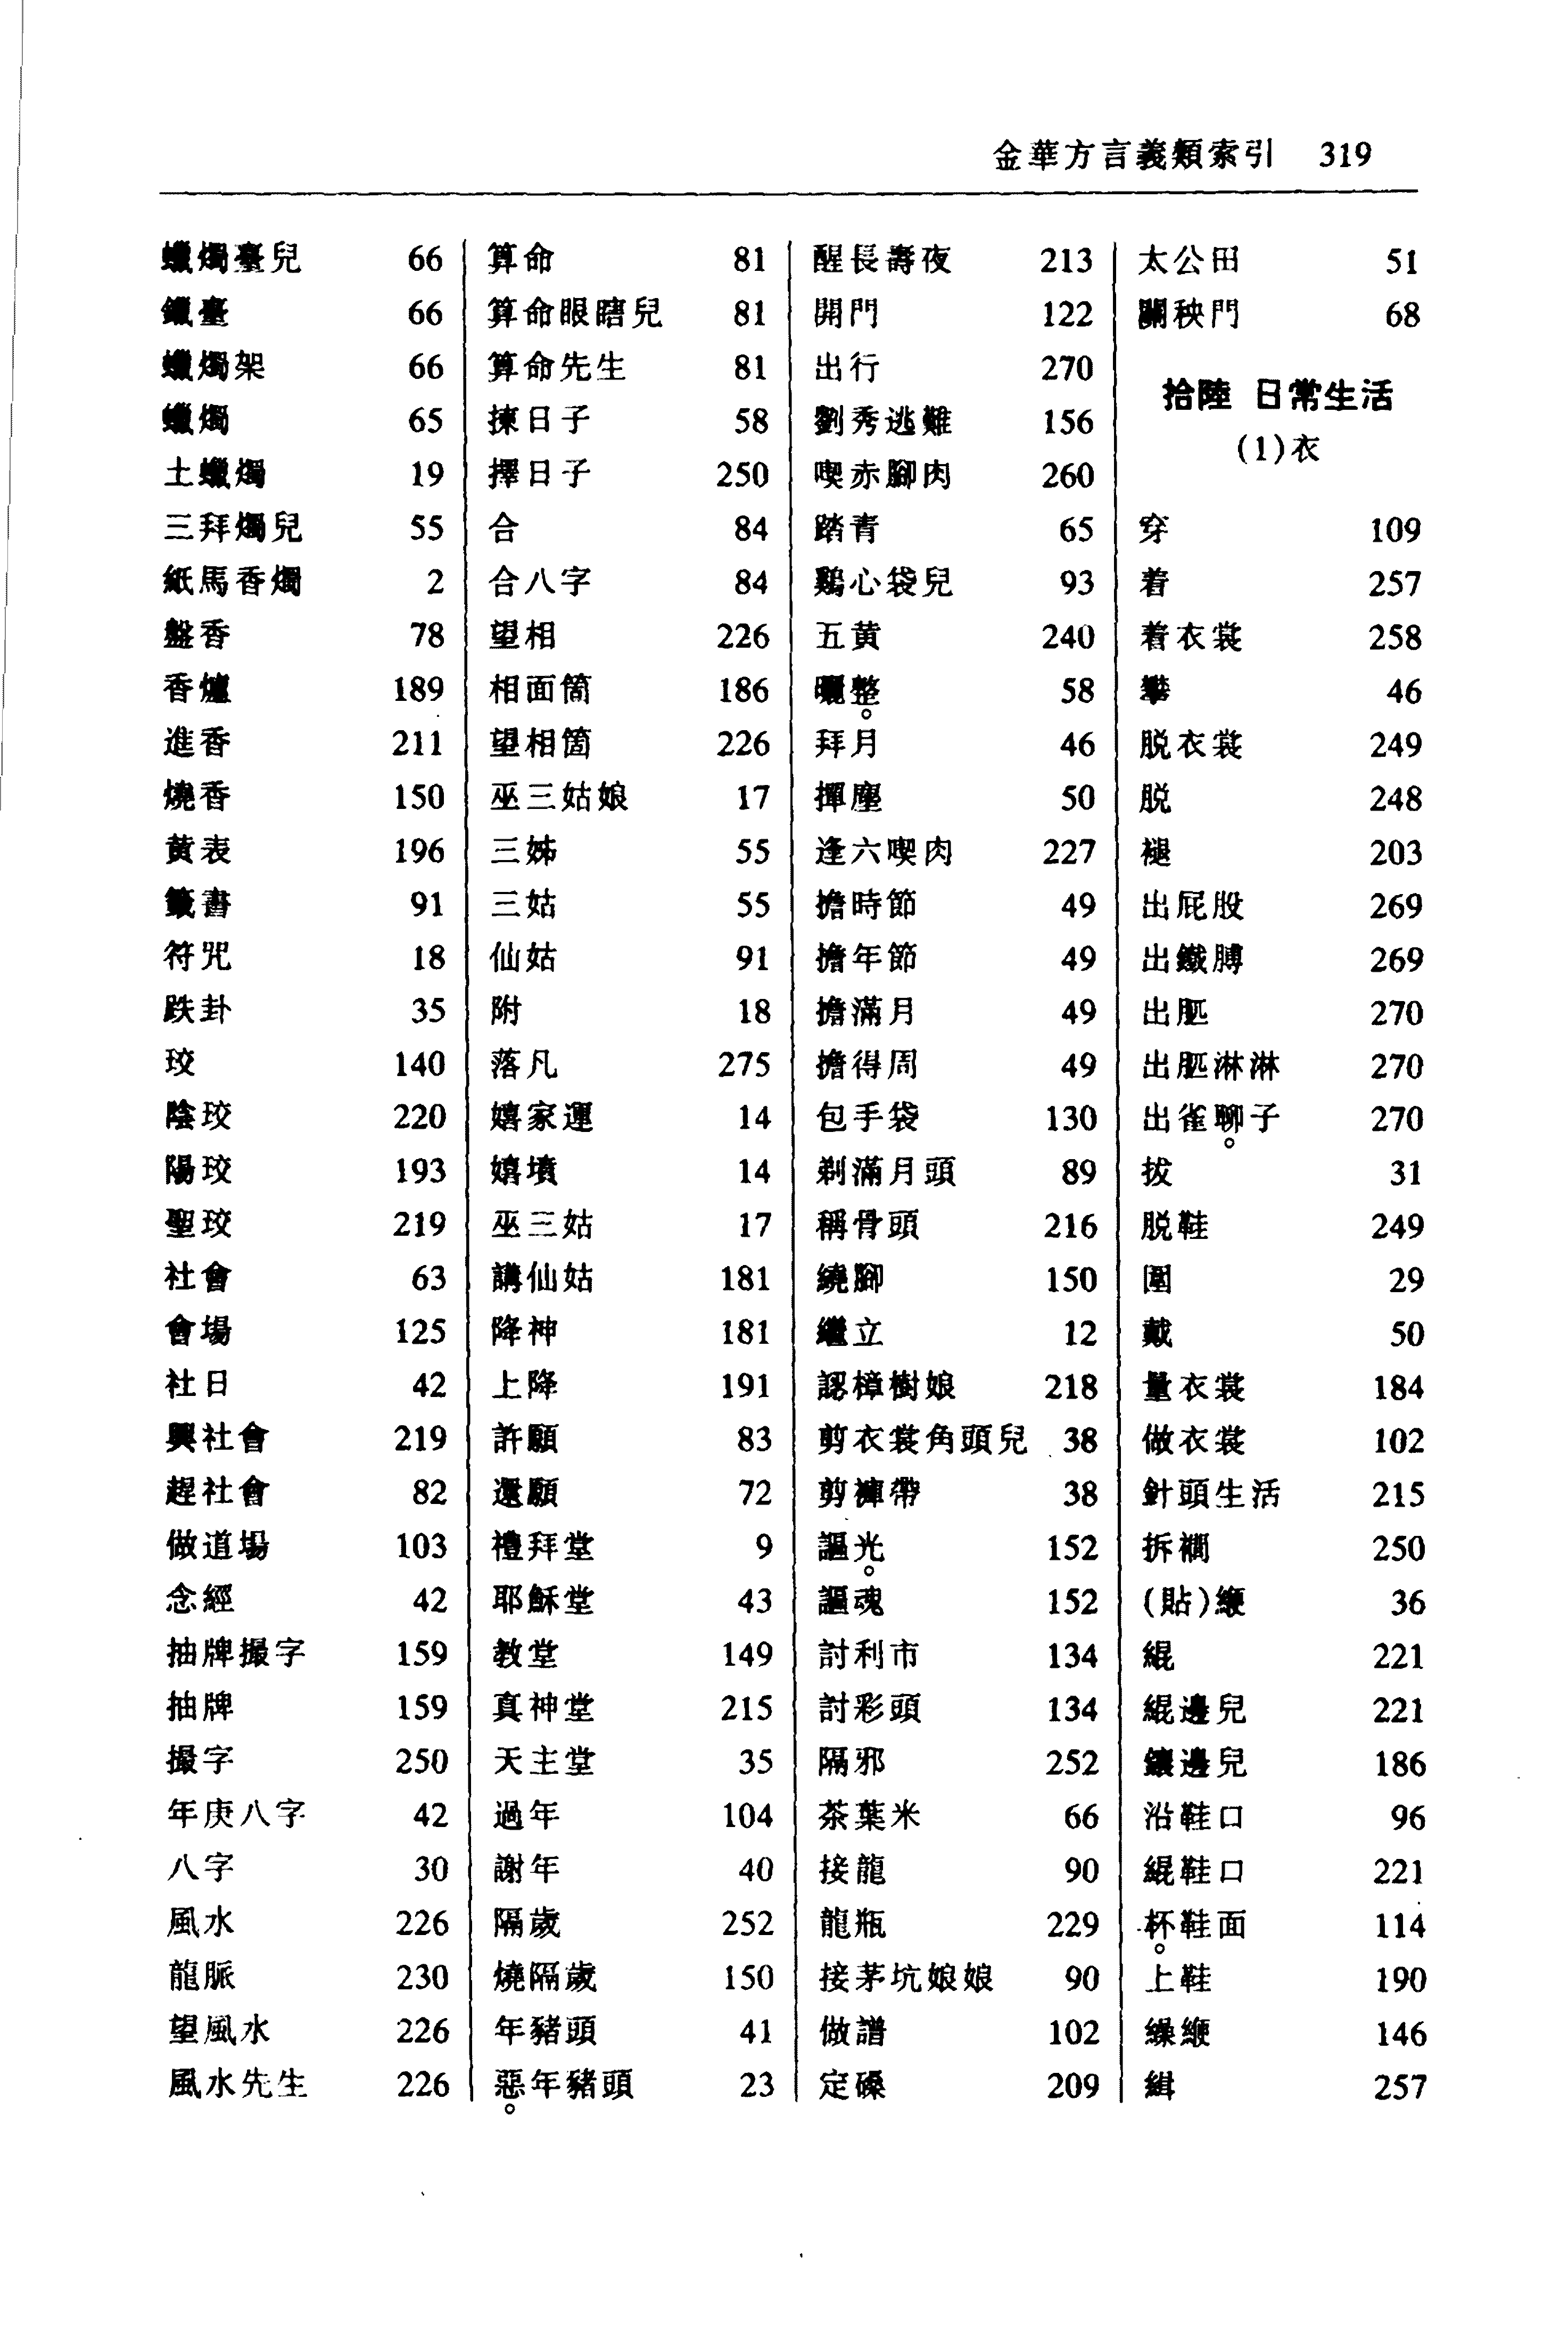 金華方言義類索引 319
蠟燭臺兒 66
鐵臺 66
蠟燭架 66
蠟燭 65
土蠟燭 19
三拜燭兒 55
紙馬香燭 2
盤香 78
香爐 189
進香 211
燒香 150
黃表 196
籤書 91
符咒 18
跌卦 35
珓 140
陰珓 220
陽珓 193
聖珓 219
社會 63
會場 125
社日 42
興社會 219
趕社會 82
做道場 103
念經 42
抽牌撮字 159
抽牌 159
撮字 250
年庚八字 42
八字 30
風水 226
龍脈 230
望風水 226
風水先生 226
算命 81
算命眼瞎兒 81
算命先生 81
揀日子 58
擇日子 250
合 84
合八字 84
望相 226
相面箇 186
望相箇 226
巫三姑娘 17
三姊 55
三姑 55
仙姑 91
附 18
落凡 275
嬉家運 14
嬉墳 14
巫三姑 17
講仙姑 181
降神 181
上降 191
許願 83
還願 72
禮拜堂 9
耶穌堂 43
教堂 149
真神堂 215
天主堂 35
過年 104
謝年 40
隔歲 252
燒隔歲 150
年豬頭 41
惡年豬頭 23
醒長壽夜 213
開門 122
出行 270
劉秀逃難 156
喫赤腳肉 260
踏青 65
鷄心袋兒 93
五黃 240
曬整 58
拜月 46
撣塵 50
逢六喫肉 227
擔時節 49
擔年節 49
擔滿月 49
擔得周 49
包手袋 130
剃滿月頭 89
稱骨頭 216
繞腳 150
繼立 12
認樟樹娘 218
剪衣裳角頭兒 38
剪褲帶 38
謳光 152
謳魂 152
討利市 134
討彩頭 134
隔邪 252
茶葉米 66
接龍 90
龍瓶 229
接茅坑娘娘 90
做譜 102
定磉 209
太公田 51
關秧門 68
拾陸 日常生活
(1)衣
穿 109
着 257
着衣裳 258
攀 46
脱衣裳 249
脱 248
褪 203
出屁股 269
出鐵膊 269
出𣬠 270
出𣬠淋淋 270
出雀聊子 270
拔 31
脱鞋 249
圍 29
戴 50
量衣裳 184
做衣裳 102
針頭生活 215
拆襇 250
(貼)緶 36
緄 221
緄邊兒 221
鑲邊兒 186
沿鞋口 96
緄鞋口 221
杯鞋面 114
上鞋 190
繰緶 146
緝 257